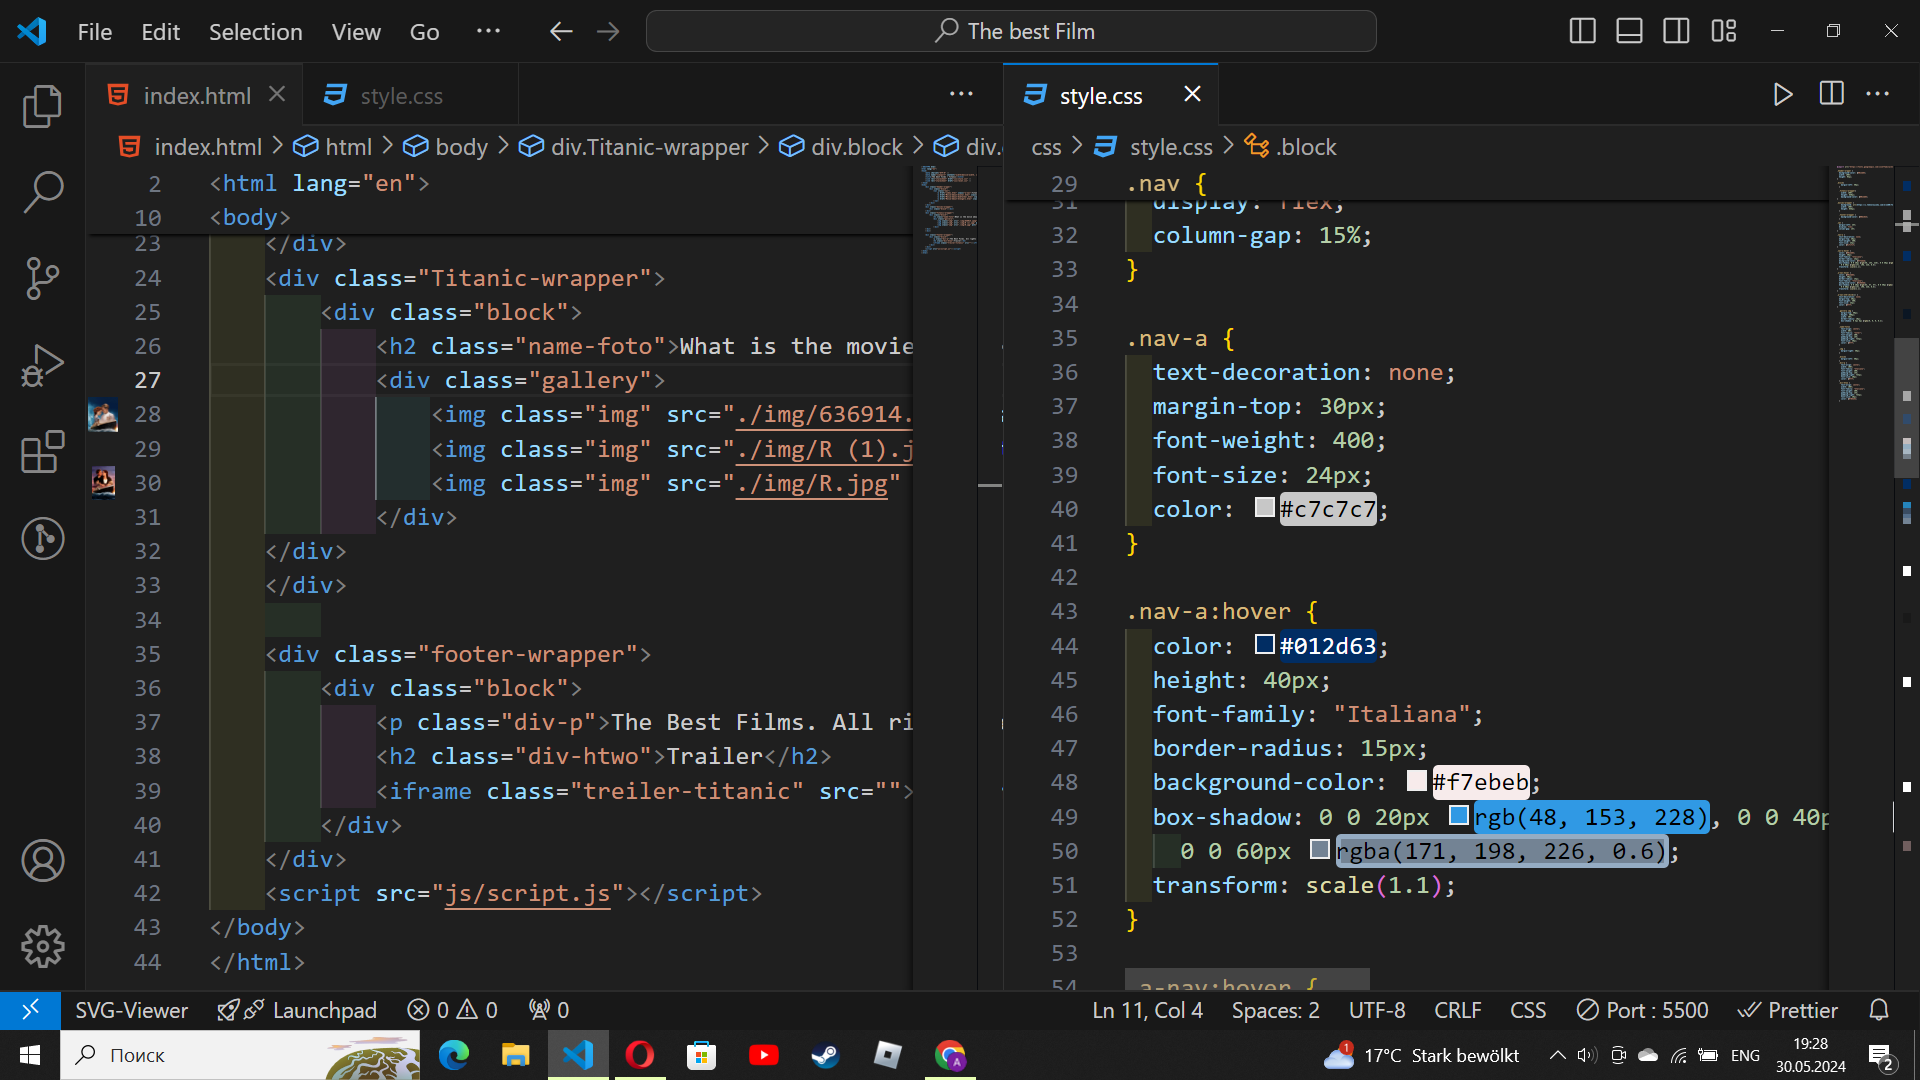 File Edit Selection View Go ··· The best Film
index.html style.css ···
index.html > html > body > div.Titanic-wrapper > div.block > div.
2 <html lang="en">
10 <body>
23 </div>
24 <div class="Titanic-wrapper">
25 <div class="block">
26 <h2 class="name-foto">What is the movie
27 <div class="gallery">
28 <img class="img" src="./img/636914.
29 <img class="img" src="./img/R (1).j
30 <img class="img" src="./img/R.jpg"
31 </div>
32 </div>
33 </div>
34
35 <div class="footer-wrapper">
36 <div class="block">
37 <p class="div-p">The Best Films. All ri
38 <h2 class="div-htwo">Trailer</h2>
39 <iframe class="treiler-titanic" src="">
40 </div>
41 </div>
42 <script src="js/script.js"></script>
43 </body>
44 </html>
style.css ···
css > style.css > .block
29 .nav {
31 display: flex;
32 column-gap: 15%;
33 }
34
35 .nav-a {
36 text-decoration: none;
37 margin-top: 30px;
38 font-weight: 400;
39 font-size: 24px;
40 color: #c7c7c7;
41 }
42
43 .nav-a:hover {
44 color: #012d63;
45 height: 40px;
46 font-family: "Italiana";
47 border-radius: 15px;
48 background-color: #f7ebeb;
49 box-shadow: 0 0 20px rgb(48, 153, 228), 0 0 40p
50 0 0 60px rgba(171, 198, 226, 0.6);
51 transform: scale(1.1);
52 }
53
54 a-nav:hover {
SVG-Viewer Launchpad 0 0 0 Ln 11, Col 4 Spaces: 2 UTF-8 CRLF CSS Port : 5500 Prettier
Поиск 1 17°C Stark bewölkt ENG 19:28
30.05.2024 2